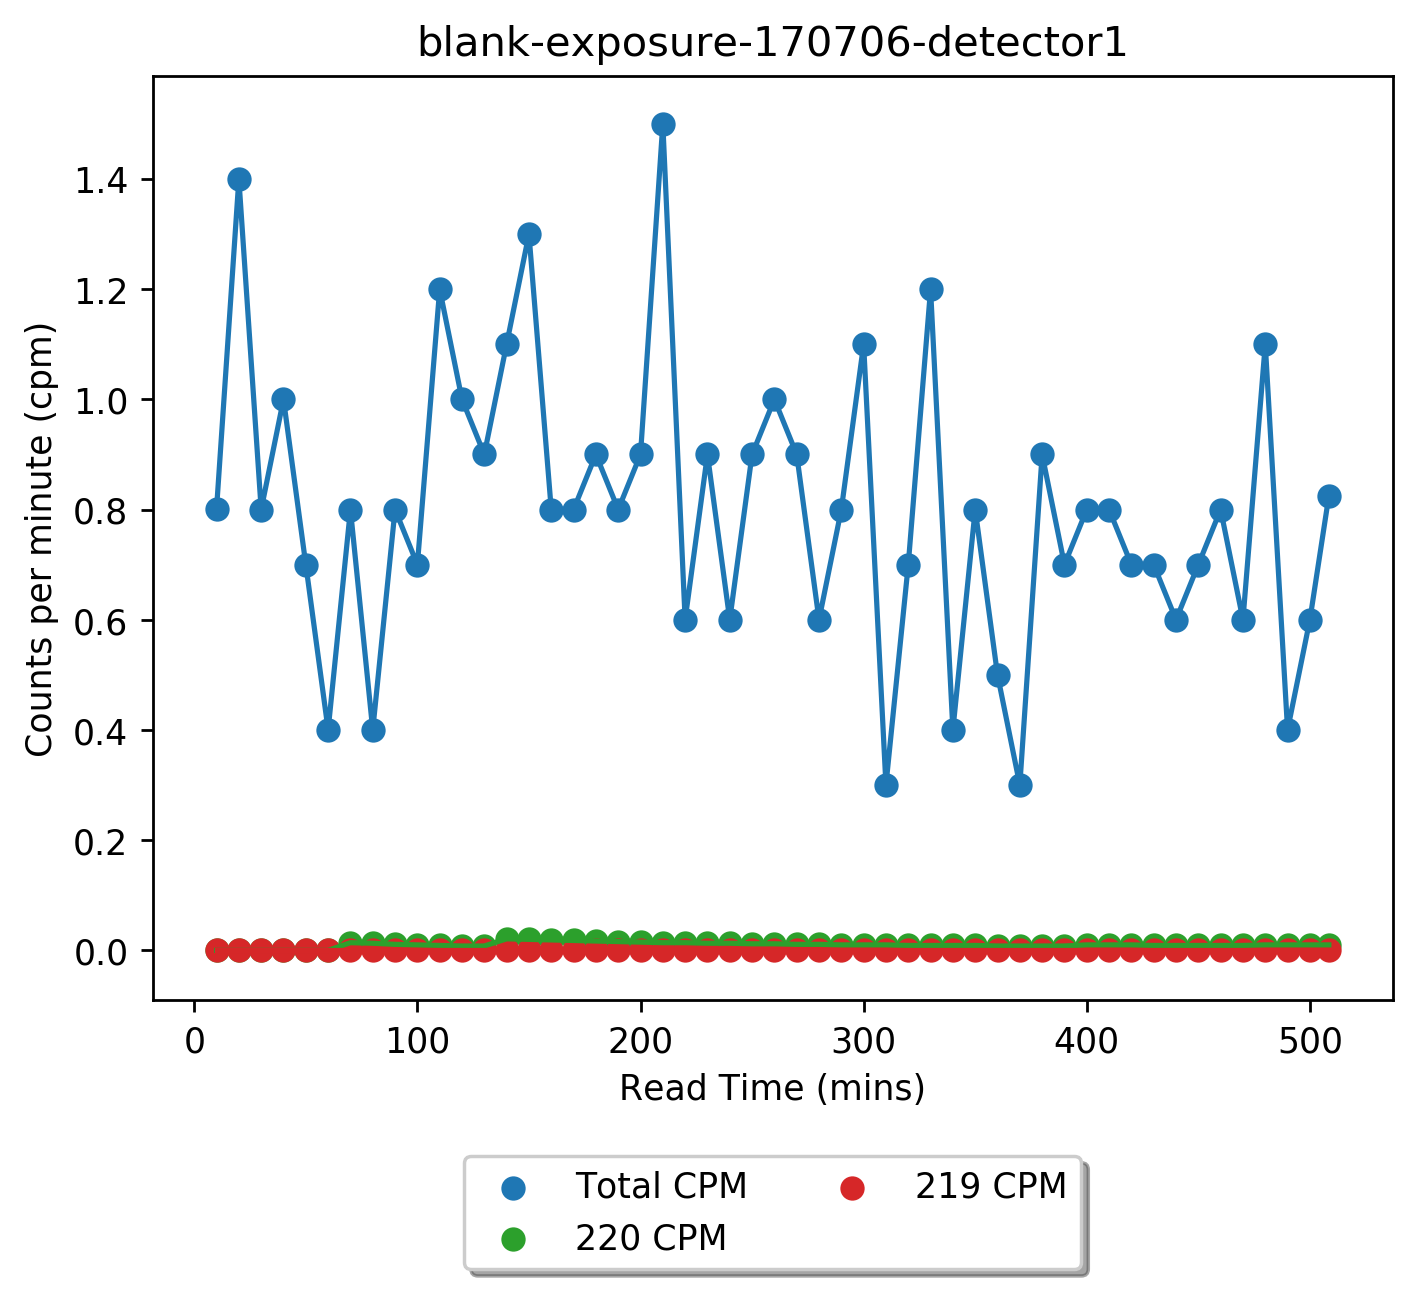 blank-exposure-170706-detector1
Counts per minute (cpm)
1.4
1.2
1.0
0.8
0.6
0.4
0.2
0.0
0 100 200 300 400 500
Read Time (mins)
Total CPM 219 CPM
220 CPM